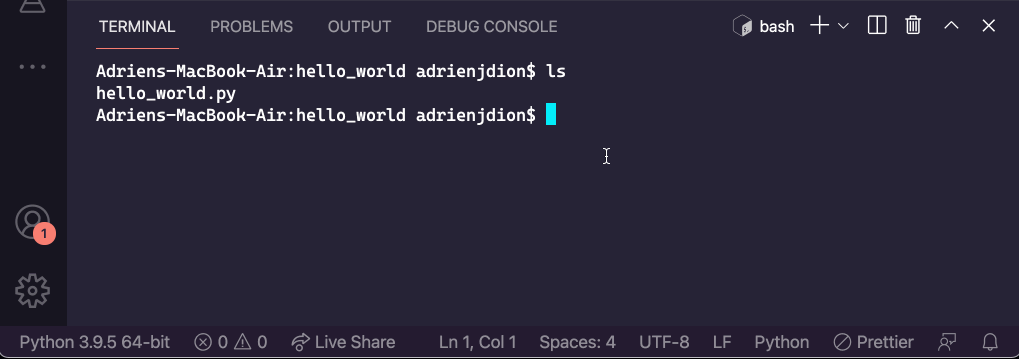 TERMINAL PROBLEMS OUTPUT DEBUG CONSOLE bash
Adriens-MacBook-Air:hello_world adrienjdion$ ls
hello_world.py
Adriens-MacBook-Air:hello_world adrienjdion$
1
Python 3.9.5 64-bit 0 0 Live Share Ln 1, Col 1 Spaces: 4 UTF-8 LF Python Prettier